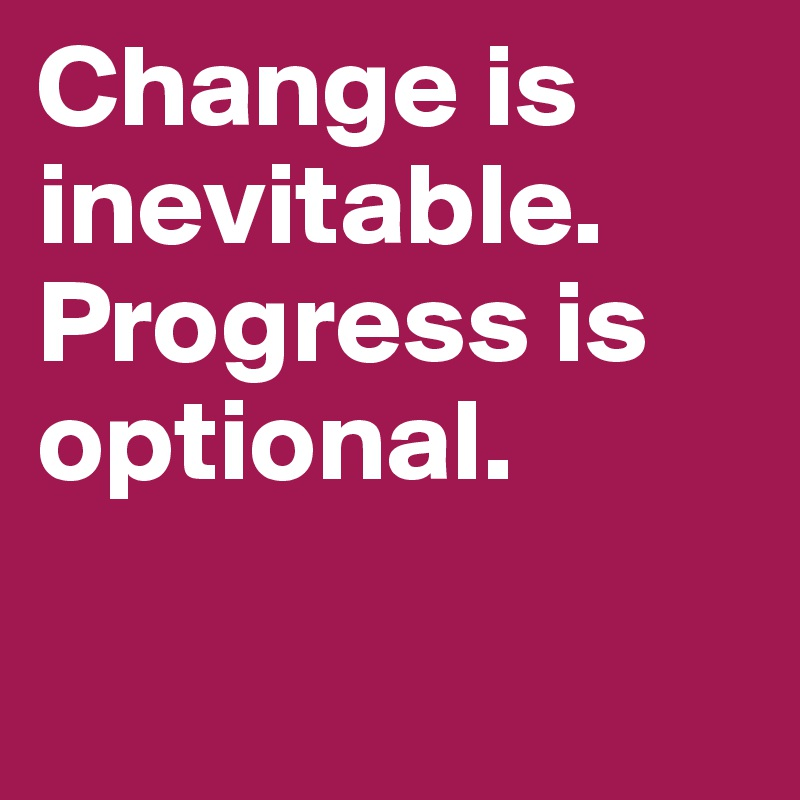 Change is
inevitable.
Progress is
optional.